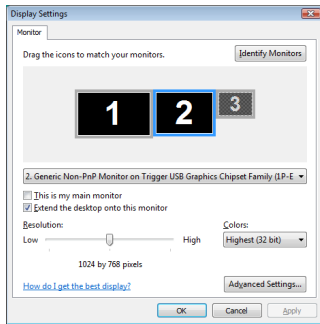 Display Settings
Monitor
Drag the icons to match your monitors.
Identify Monitors
1
2
3
2. Generic Non-PnP Monitor on Trigger USB Graphics Chipset Family (1P-E
This is my main monitor
Extend the desktop onto this monitor
Resolution:
Colors:
Low
High
Highest (32 bit)
1024 by 768 pixels
How do I get the best display?
Advanced Settings...
OK
Cancel
Apply